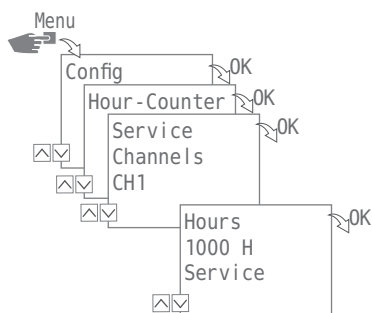 Menu
Config
OK
Hour-Counter
OK
Service
OK
Channels
CH1
Hours
OK
1000 H
Service